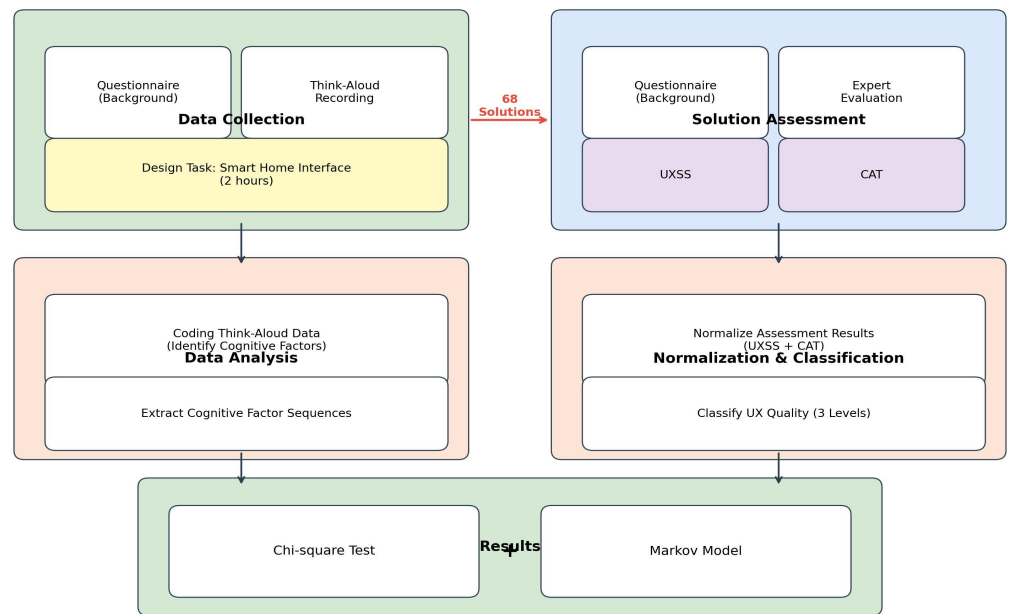 Questionnaire
(Background)
Think-Aloud
Recording
Data Collection
Design Task: Smart Home Interface
(2 hours)
68
Solutions
Questionnaire
(Background)
Expert
Evaluation
Solution Assessment
UXSS
CAT
Coding Think-Aloud Data
(Identify Cognitive Factors)
Data Analysis
Extract Cognitive Factor Sequences
Normalize Assessment Results
(UXSS + CAT)
Normalization & Classification
Classify UX Quality (3 Levels)
Chi-square Test
Results
+
Markov Model